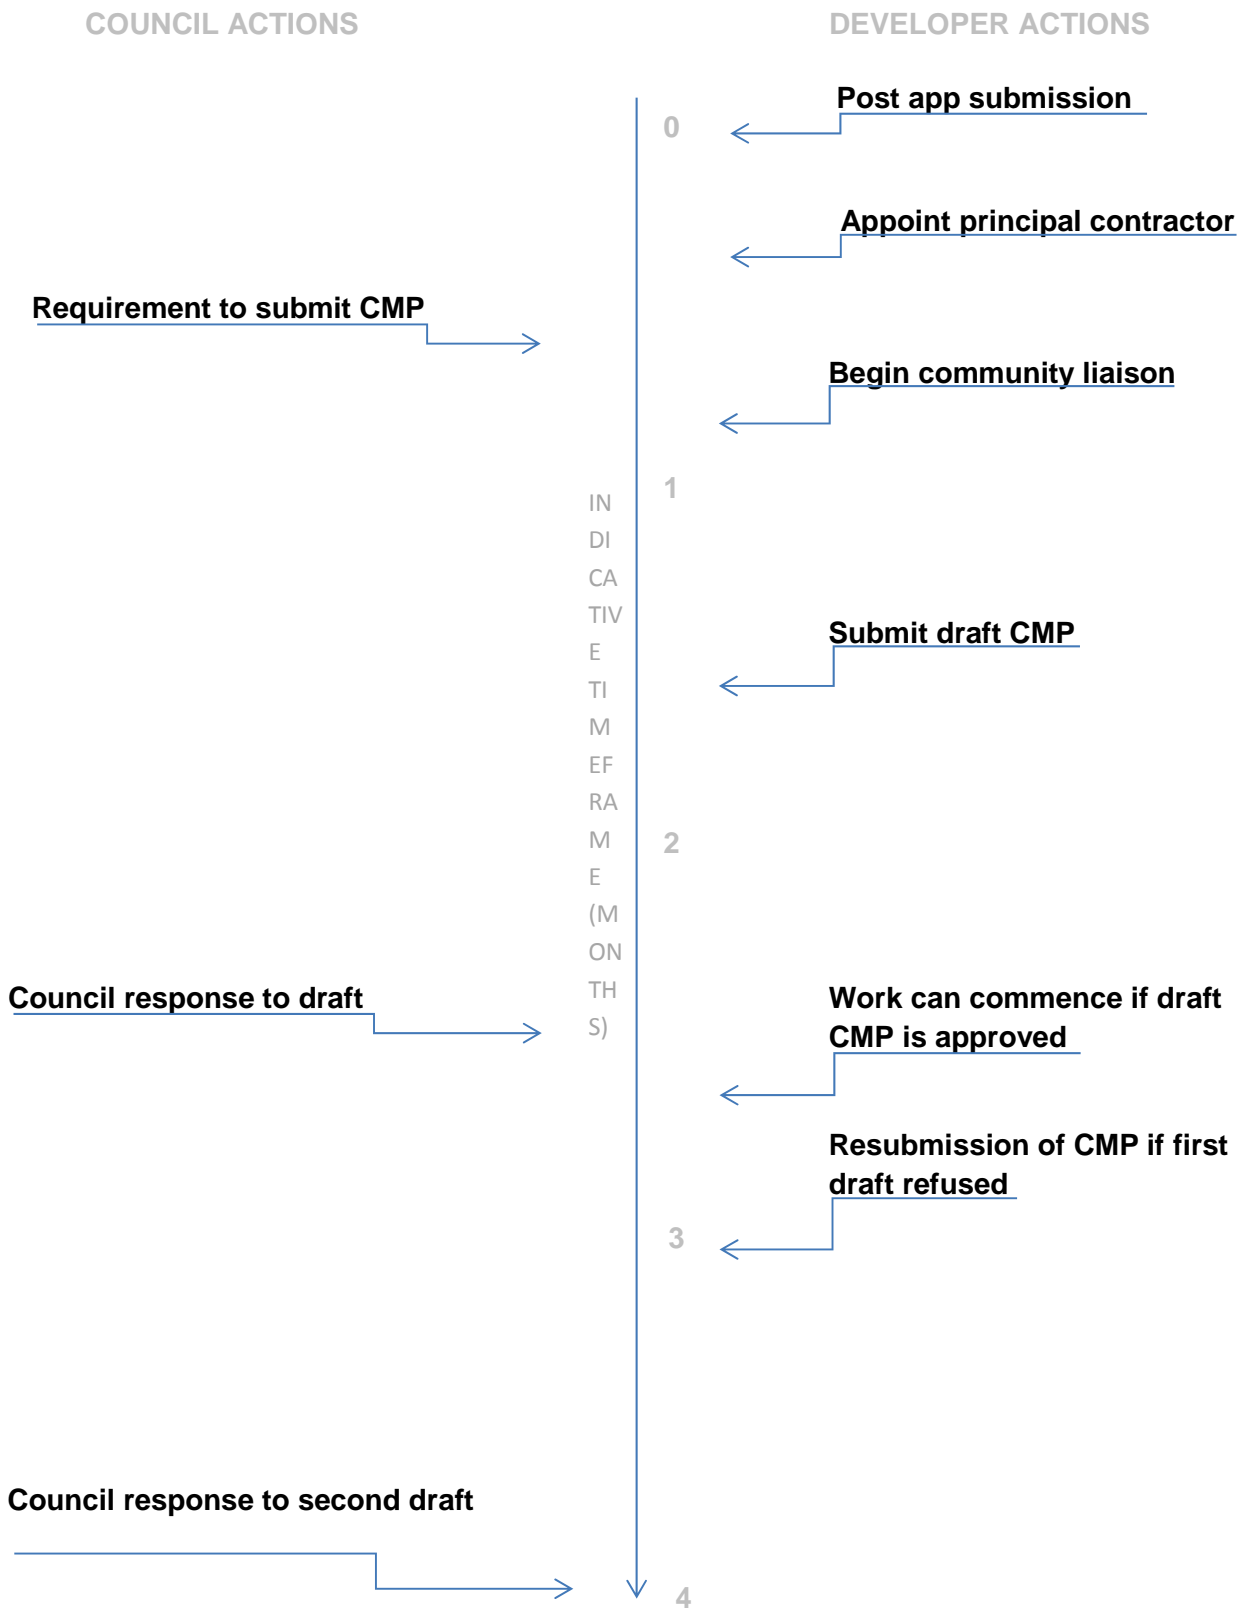 COUNCIL ACTIONS
DEVELOPER ACTIONS
Post app submission
0
Appoint principal contractor
Requirement to submit CMP
Begin community liaison
1
IN
DI
CA
TIV
E
TI
M
EF
RA
M
E
(M
ON
TH
S)
Submit draft CMP
2
Council response to draft
Work can commence if draft
CMP is approved
Resubmission of CMP if first
draft refused
3
Council response to second draft
4